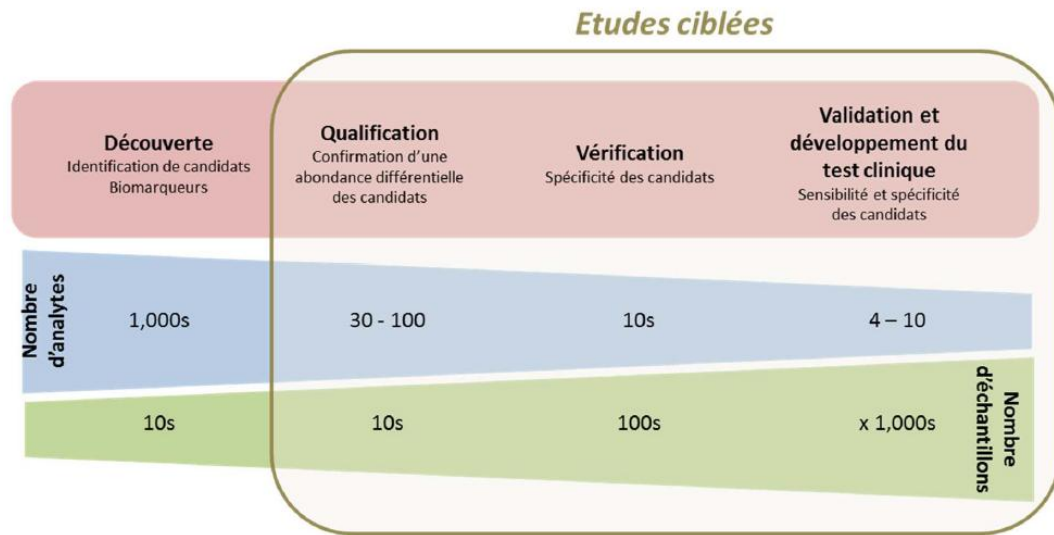 Etudes ciblées
Découverte
Identification de candidats
Biomarqueurs
Qualification
Confirmation d'une
abondance différentielle
des candidats
Vérification
Spécificité des candidats
Validation et
développement du
test clinique
Sensibilité et spécificité
des candidats
Nombre
d'analytes
1,000s
30 - 100
10s
4 – 10
10s
10s
100s
x 1,000s
Nombre
d'échantillons